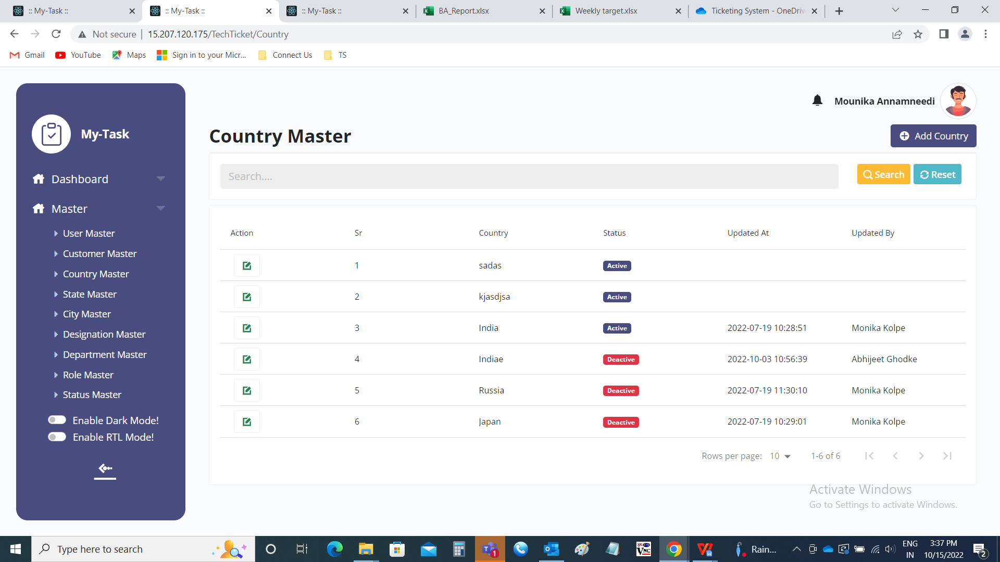 :: My-Task ::
:: My-Task ::
:: My-Task ::
BA_Report.xlsx
Weekly target.xlsx
Ticketing System - OneDrive
Not secure
15.207.120.175/TechTicket/Country
Gmail
YouTube
Maps
Sign in to your Micr...
Connect Us
TS
Mounika Annamneedi
My-Task
Country Master
Add Country
Search....
Search
Reset
Dashboard
Master
User Master
Customer Master
Country Master
State Master
City Master
Designation Master
Department Master
Role Master
Status Master
Enable Dark Mode!
Enable RTL Mode!
Action Sr Country Status Updated At Updated By
1 sadas Active
2 kjasdjsa Active
3 India Active 2022-07-19 10:28:51 Monika Kolpe
4 Indiae Deactive 2022-10-03 10:56:39 Abhijeet Ghodke
5 Russia Deactive 2022-07-19 11:30:10 Monika Kolpe
6 Japan Deactive 2022-07-19 10:29:01 Monika Kolpe
Rows per page: 10 1-6 of 6
Activate Windows
Go to Settings to activate Windows.
Type here to search
1
VNC
Rain...
ENG
IN
3:37 PM
10/15/2022
2